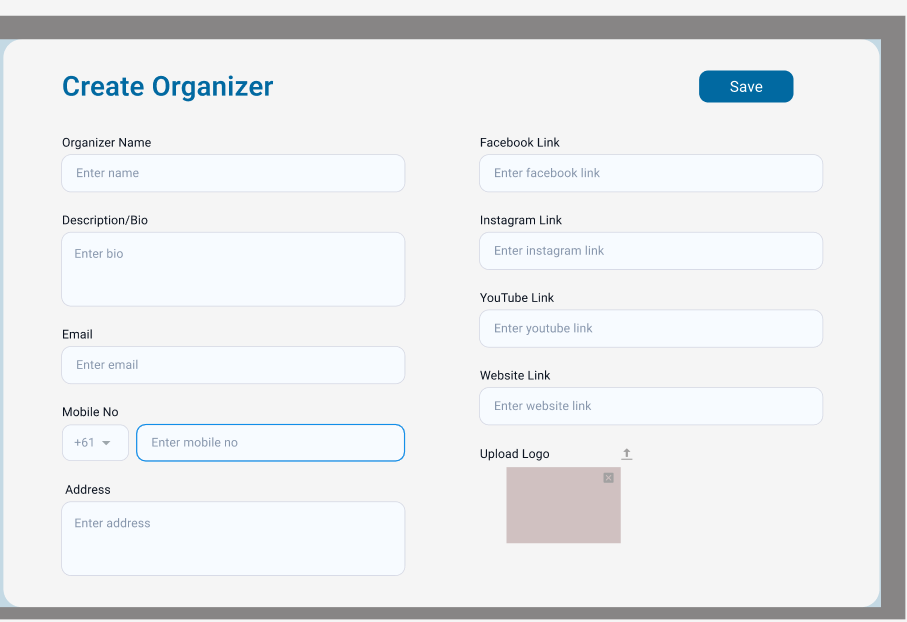 Create Organizer
Save
Organizer Name
Enter name
Description/Bio
Enter bio
Email
Enter email
Mobile No
+61
Enter mobile no
Address
Enter address
Facebook Link
Enter facebook link
Instagram Link
Enter instagram link
YouTube Link
Enter youtube link
Website Link
Enter website link
Upload Logo